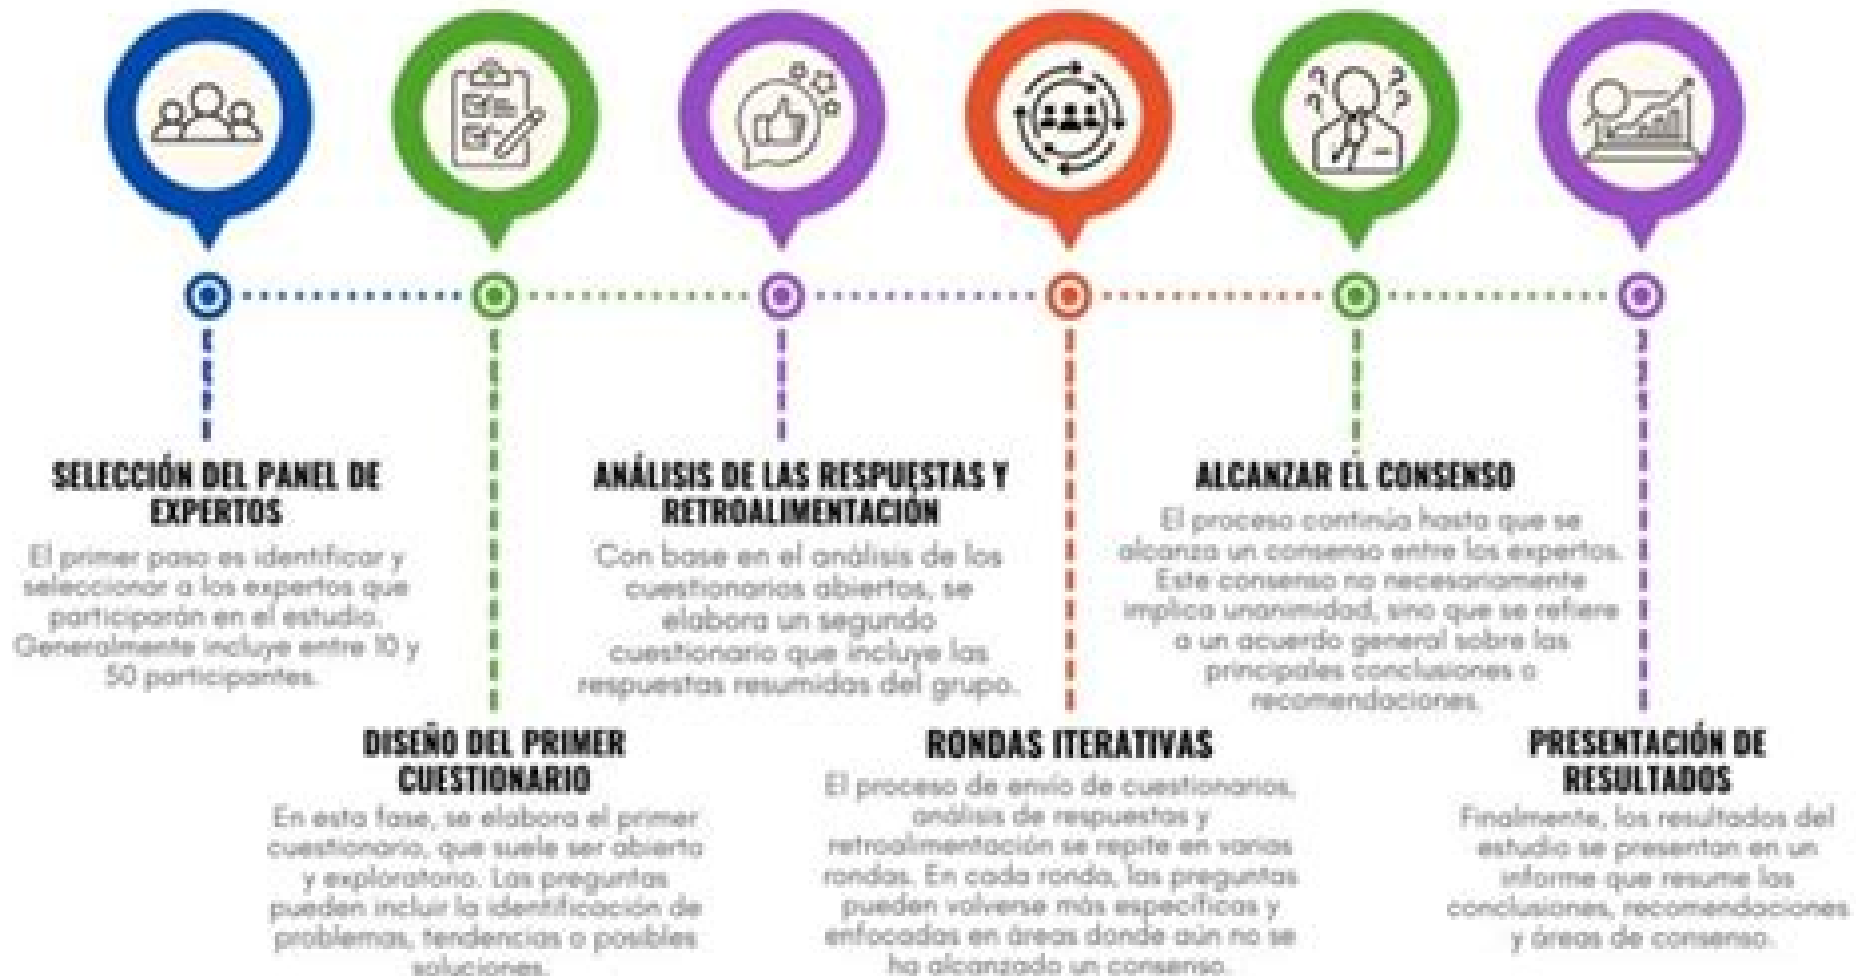 SELECCIÓN DEL PANEL DE
EXPERTOS
El primer paso es identificar y
seleccionar a los expertos que
participarán en el estudio.
Generalmente incluye entre 10 y
50 participantes.
DISEÑO DEL PRIMER
CUESTIONARIO
En esta fase, se elabora el primer
cuestionario, que suele ser abierto
y exploratorio. Las preguntas
pueden incluir la identificación de
problemas, tendencias o posibles
soluciones.
ANÁLISIS DE LAS RESPUESTAS Y
RETROALIMENTACIÓN
Con base en el análisis de los
cuestionarios abiertos, se
elabora un segundo
cuestionario que incluye las
respuestas resumidas del grupo.
RONDAS ITERATIVAS
El proceso de envío de cuestionarios,
análisis de respuestas y
retroalimentación se repite en varias
rondas. En cada ronda, las preguntas
pueden volverse más específicas y
enfocadas en áreas donde aún no se
ha alcanzado un consenso.
ALCANZAR EL CONSENSO
El proceso continúa hasta que se
alcanza un consenso entre los expertos.
Este consenso no necesariamente
implica unanimidad, sino que se refiere
a un acuerdo general sobre las
principales conclusiones o
recomendaciones.
PRESENTACIÓN DE
RESULTADOS
Finalmente, los resultados del
estudio se presentan en un
informe que resume las
conclusiones, recomendaciones
y áreas de consenso.